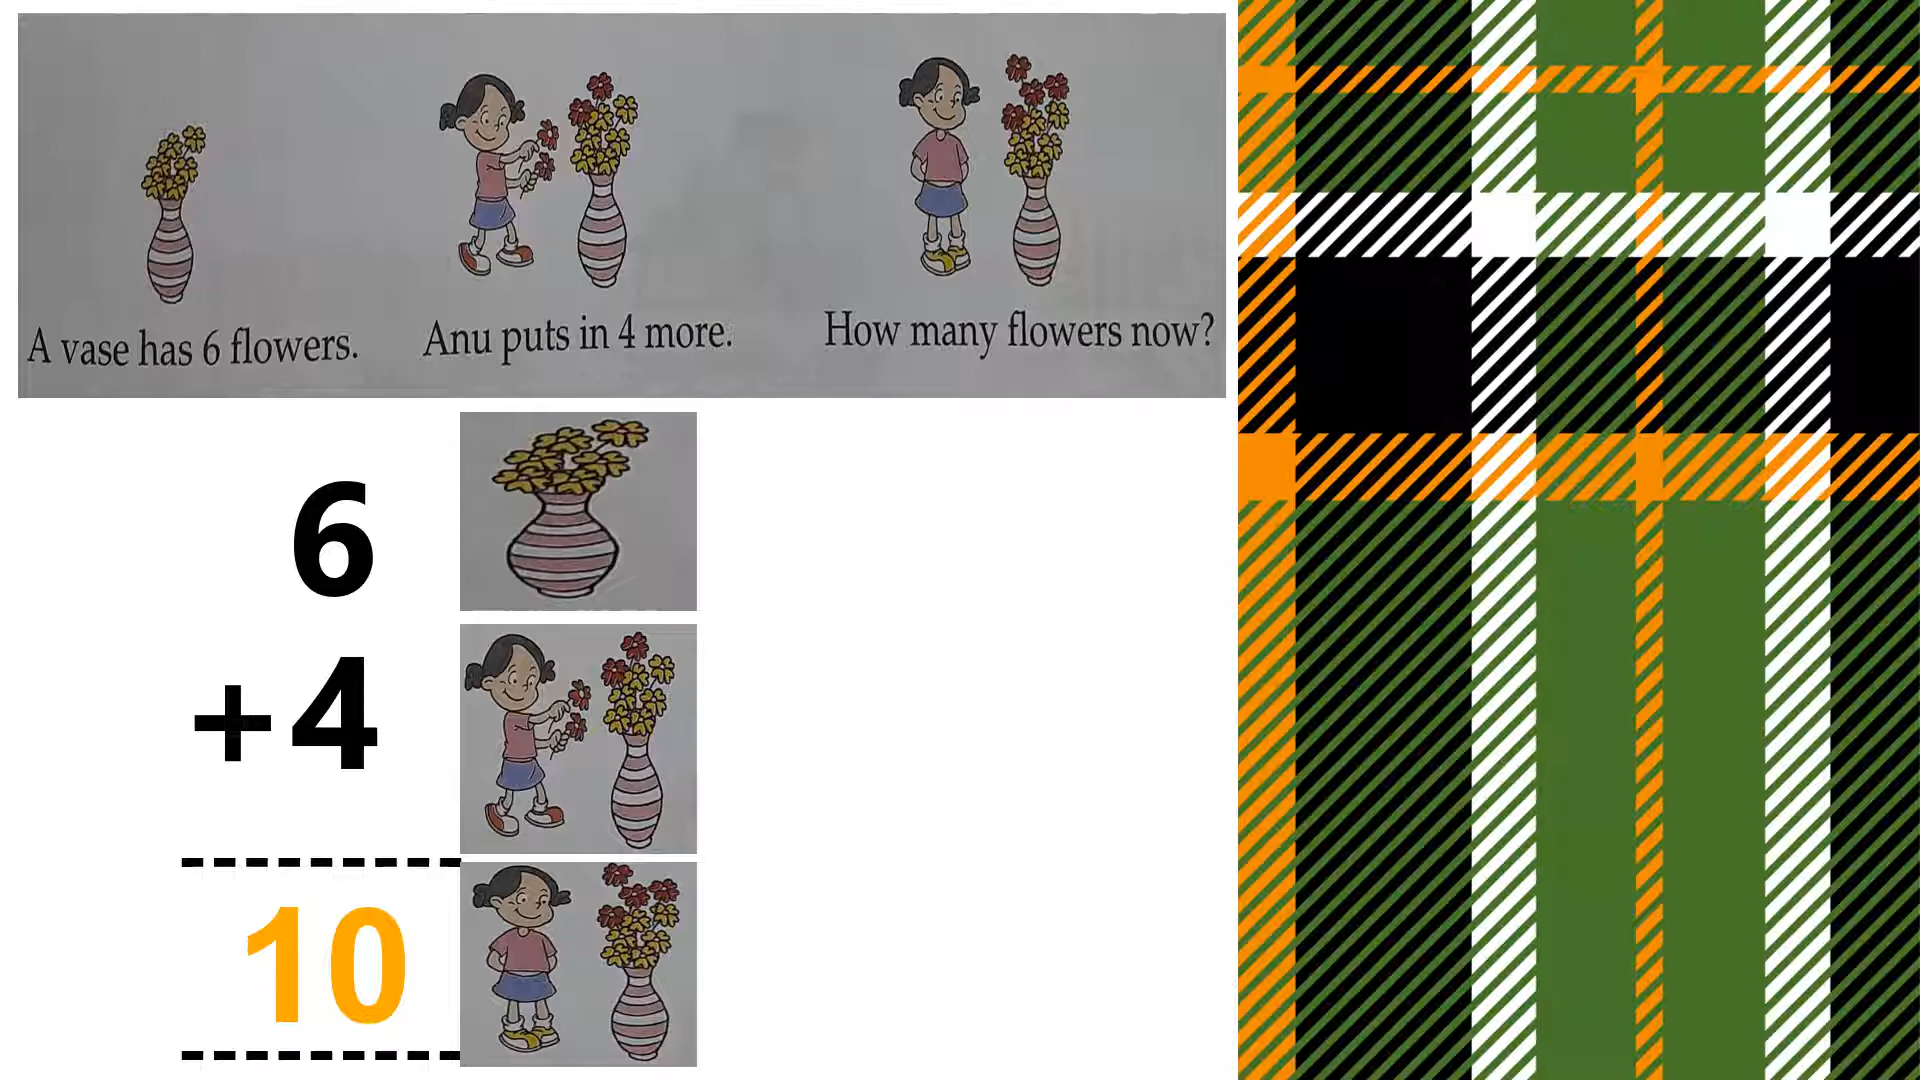 A vase has 6 flowers.
Anu puts in 4 more.
How many flowers now?
6
+4
10